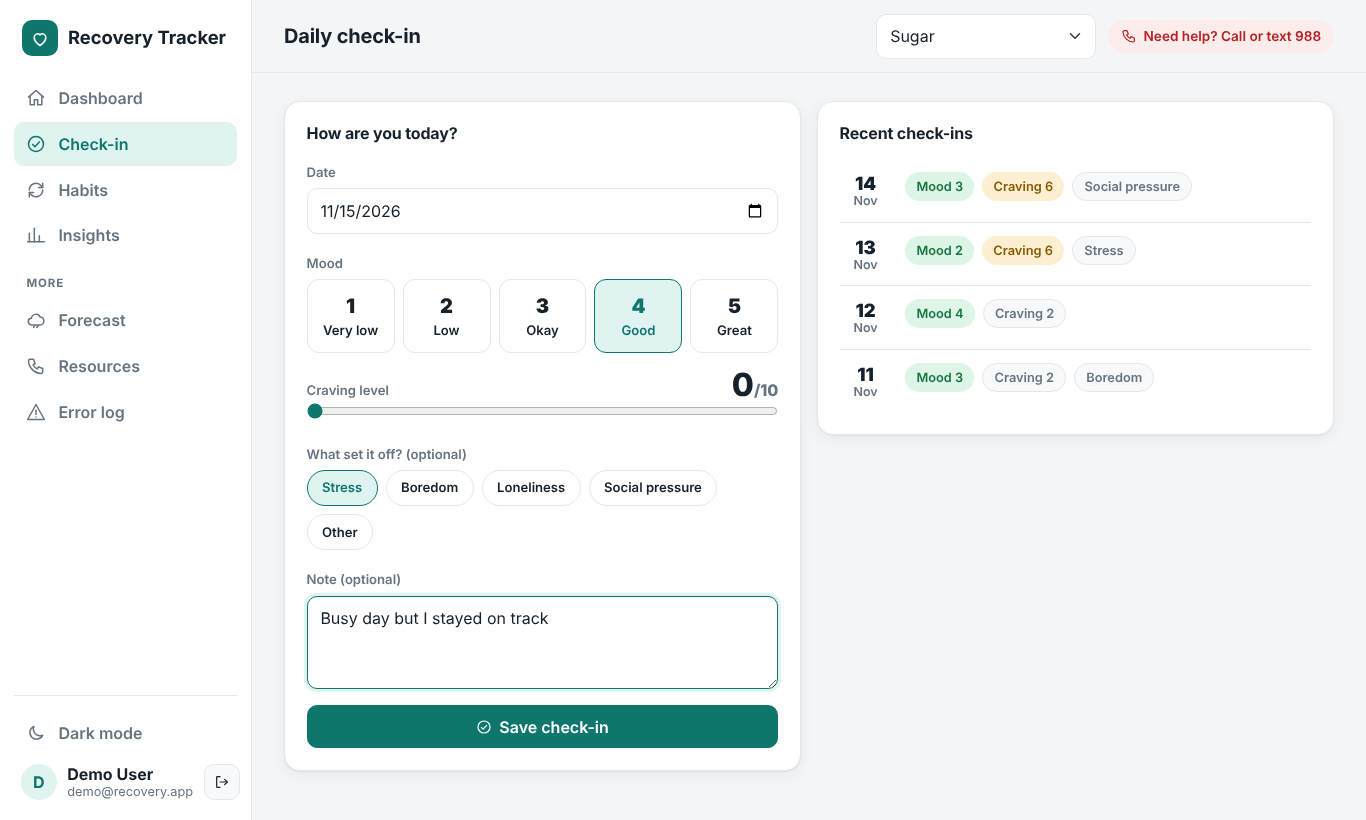 Recovery Tracker
Dashboard
Check-in
Habits
Insights
MORE
Forecast
Resources
Error log
Dark mode
D
Demo User
demo@recovery.app
Daily check-in
Sugar
Need help? Call or text 988
How are you today?
Date
11/15/2026
Mood
1
Very low
2
Low
3
Okay
4
Good
5
Great
Craving level
0/10
What set it off? (optional)
Stress
Boredom
Loneliness
Social pressure
Other
Note (optional)
Busy day but I stayed on track
Save check-in
Recent check-ins
14
Nov
Mood 3
Craving 6
Social pressure
13
Nov
Mood 2
Craving 6
Stress
12
Nov
Mood 4
Craving 2
11
Nov
Mood 3
Craving 2
Boredom